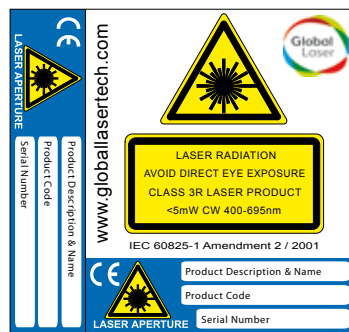 CE
LASER APERTURE
Product Description & Name
Product Code
Serial Number
www.globallasertech.com
Global
Laser
LASER RADIATION
AVOID DIRECT EYE EXPOSURE
CLASS 3R LASER PRODUCT
<5mW CW 400-695nm
IEC 60825-1 Amendment 2 / 2001
CE
LASER APERTURE
Product Description & Name
Product Code
Serial Number